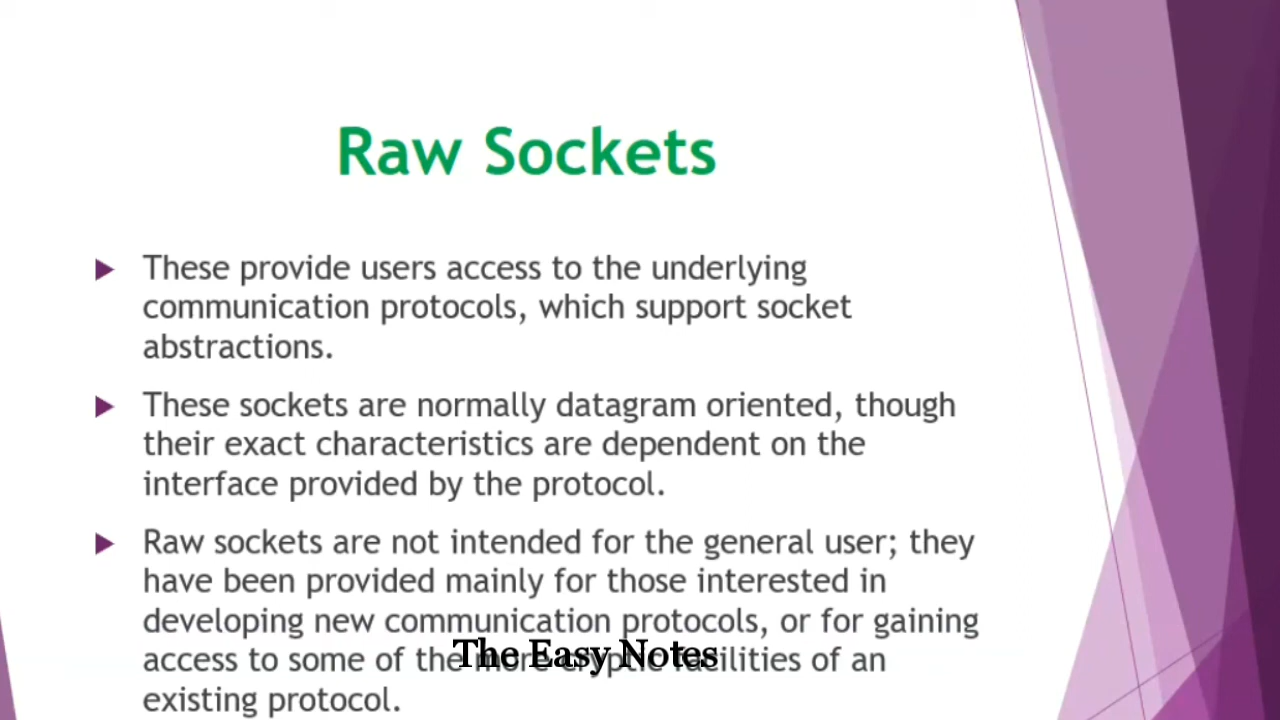 Raw Sockets
These provide users access to the underlying
communication protocols, which support socket
abstractions.
These sockets are normally datagram oriented, though
their exact characteristics are dependent on the
interface provided by the protocol.
Raw sockets are not intended for the general user; they
have been provided mainly for those interested in
developing new communication protocols, or for gaining
access to some of the more cryptic facilities of an
The Easy Notes
existing protocol.